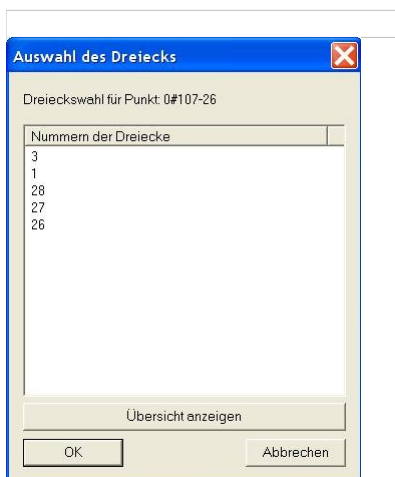 Auswahl des Dreiecks
Dreieckswahl für Punkt: 0#107-26
Nummern der Dreiecke
3
1
28
27
26
Übersicht anzeigen
OK
Abbrechen